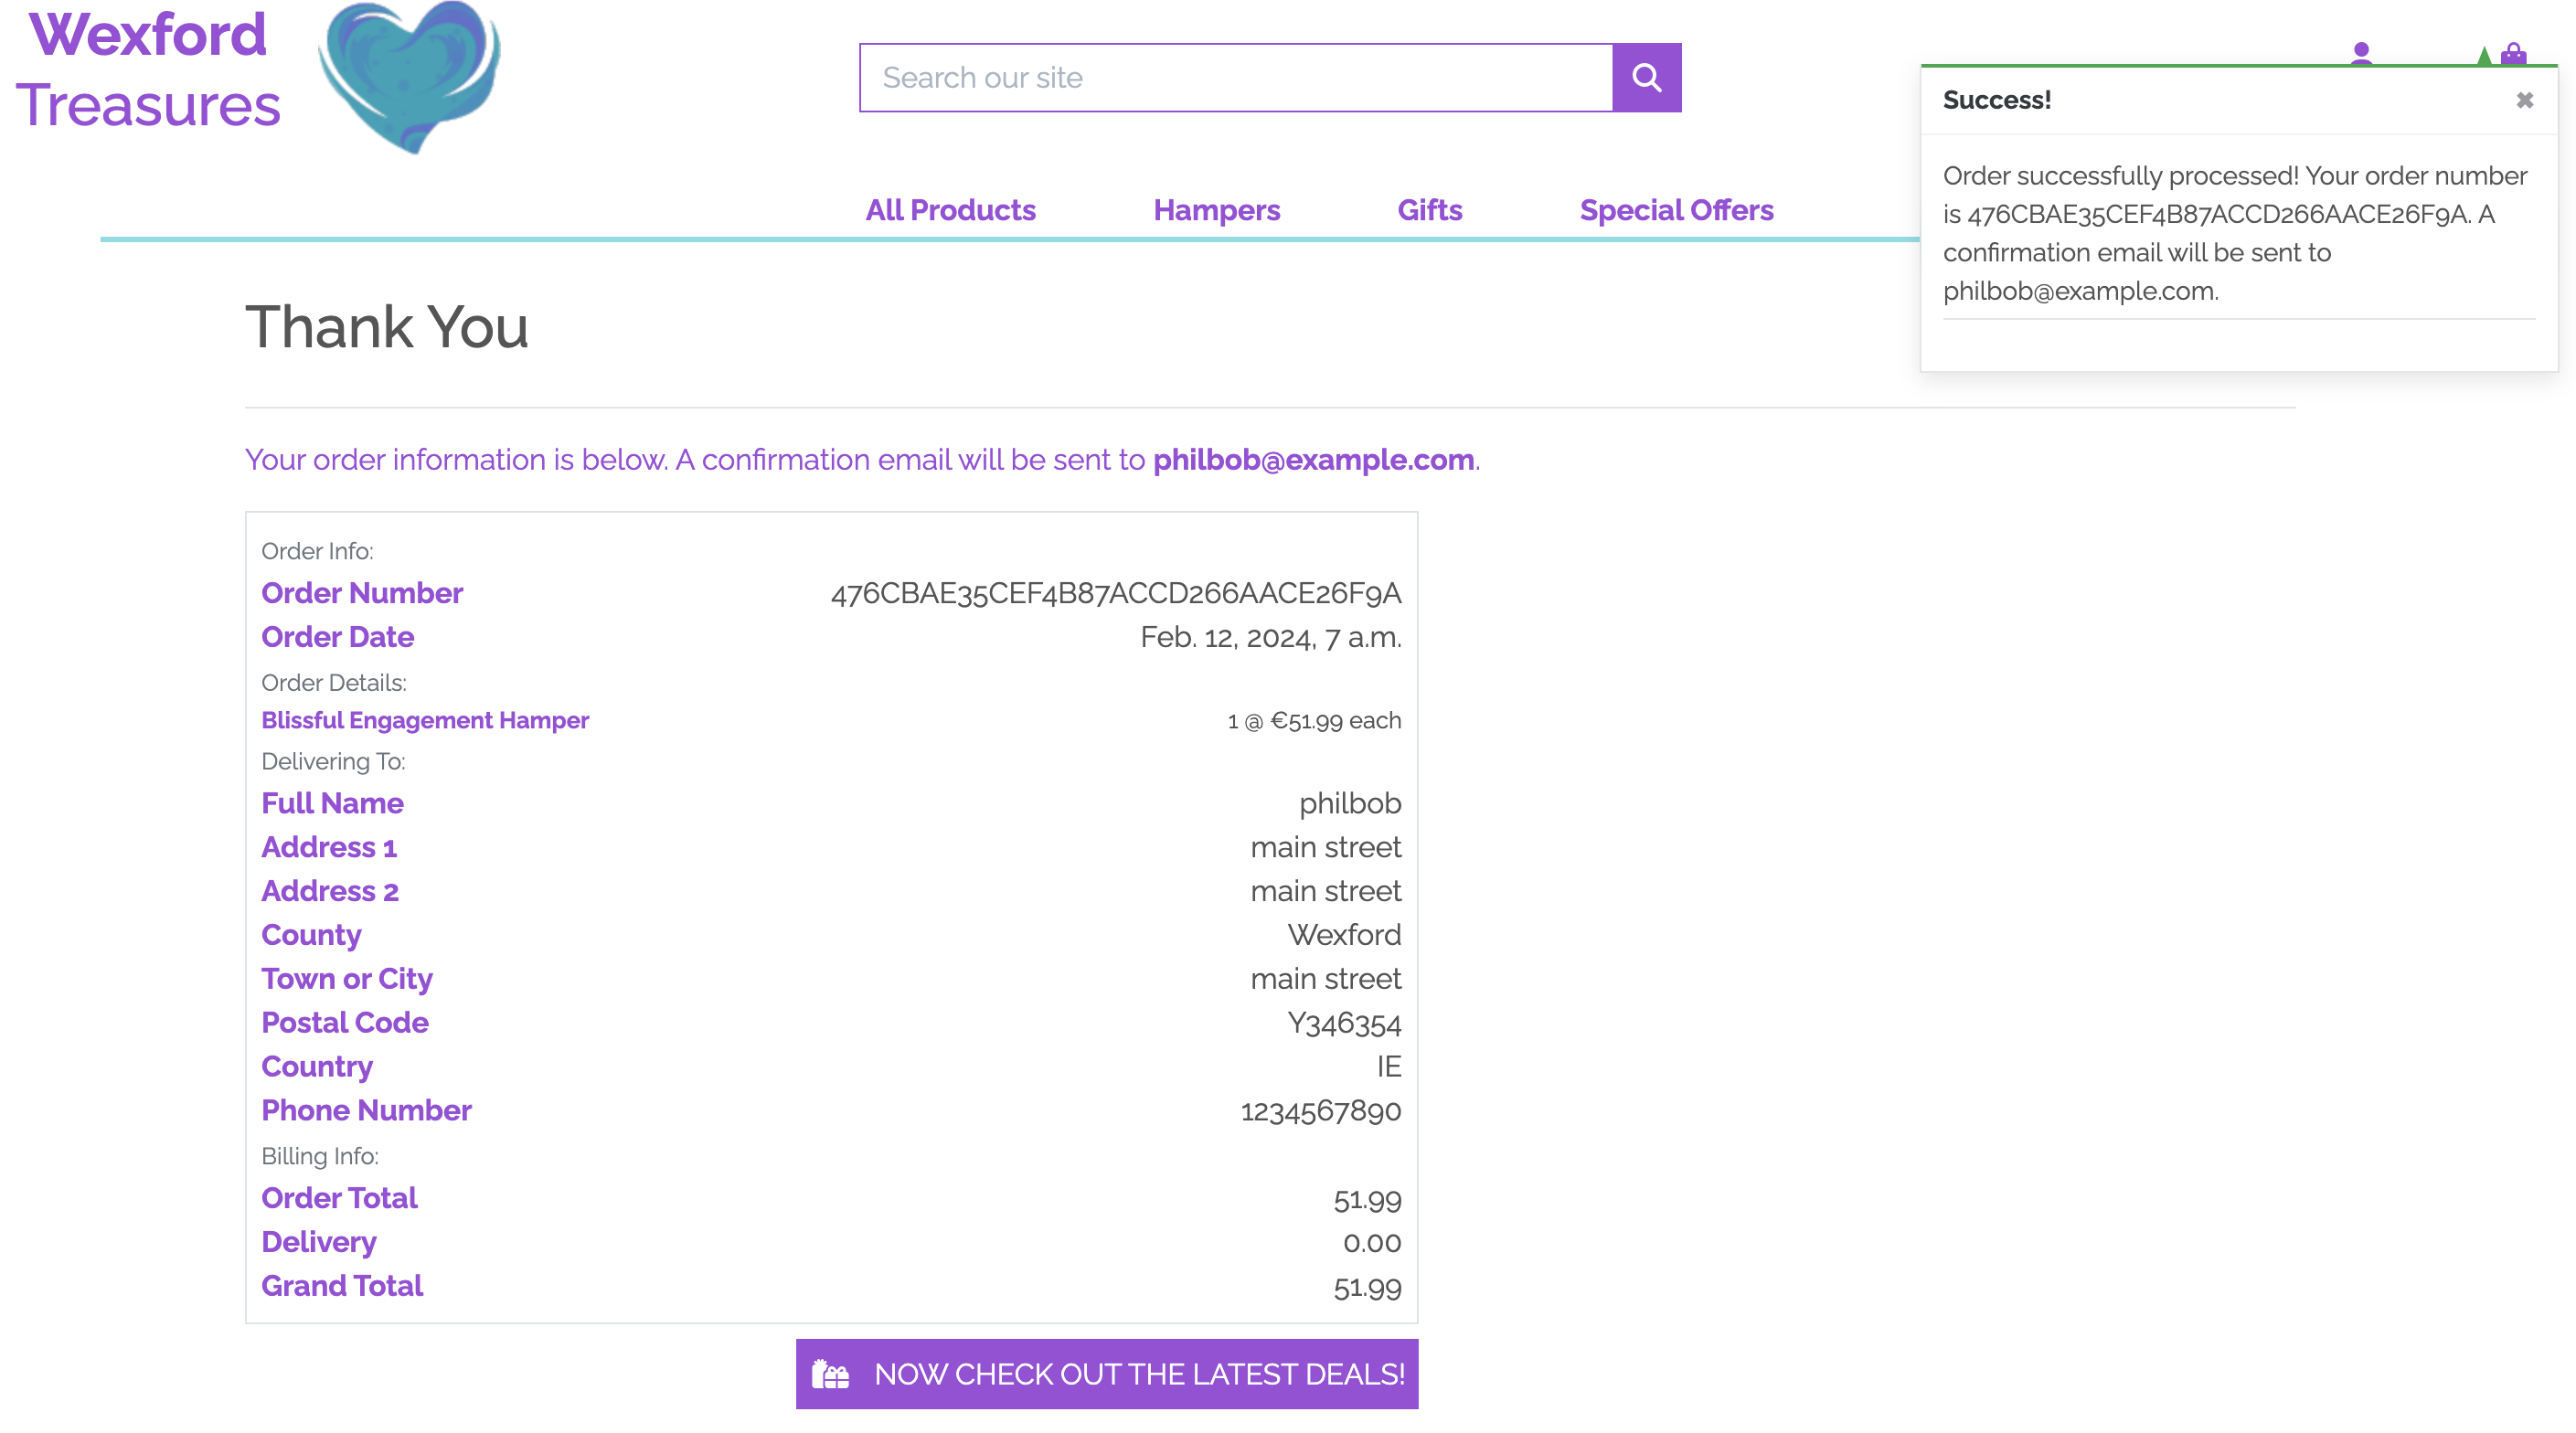 Wexford
Treasures
Search our site
All Products
Hampers
Gifts
Special Offers
Success!
Order successfully processed! Your order number
is 476CBAE35CEF4B87ACCD266AACE26F9A. A
confirmation email will be sent to
philbob@example.com.
Thank You
Your order information is below. A confirmation email will be sent to philbob@example.com.
Order Info:
Order Number 476CBAE35CEF4B87ACCD266AACE26F9A
Order Date Feb. 12, 2024, 7 a.m.
Order Details:
Blissful Engagement Hamper 1 @ €51.99 each
Delivering To:
Full Name philbob
Address 1 main street
Address 2 main street
County Wexford
Town or City main street
Postal Code Y346354
Country IE
Phone Number 1234567890
Billing Info:
Order Total 51.99
Delivery 0.00
Grand Total 51.99
NOW CHECK OUT THE LATEST DEALS!